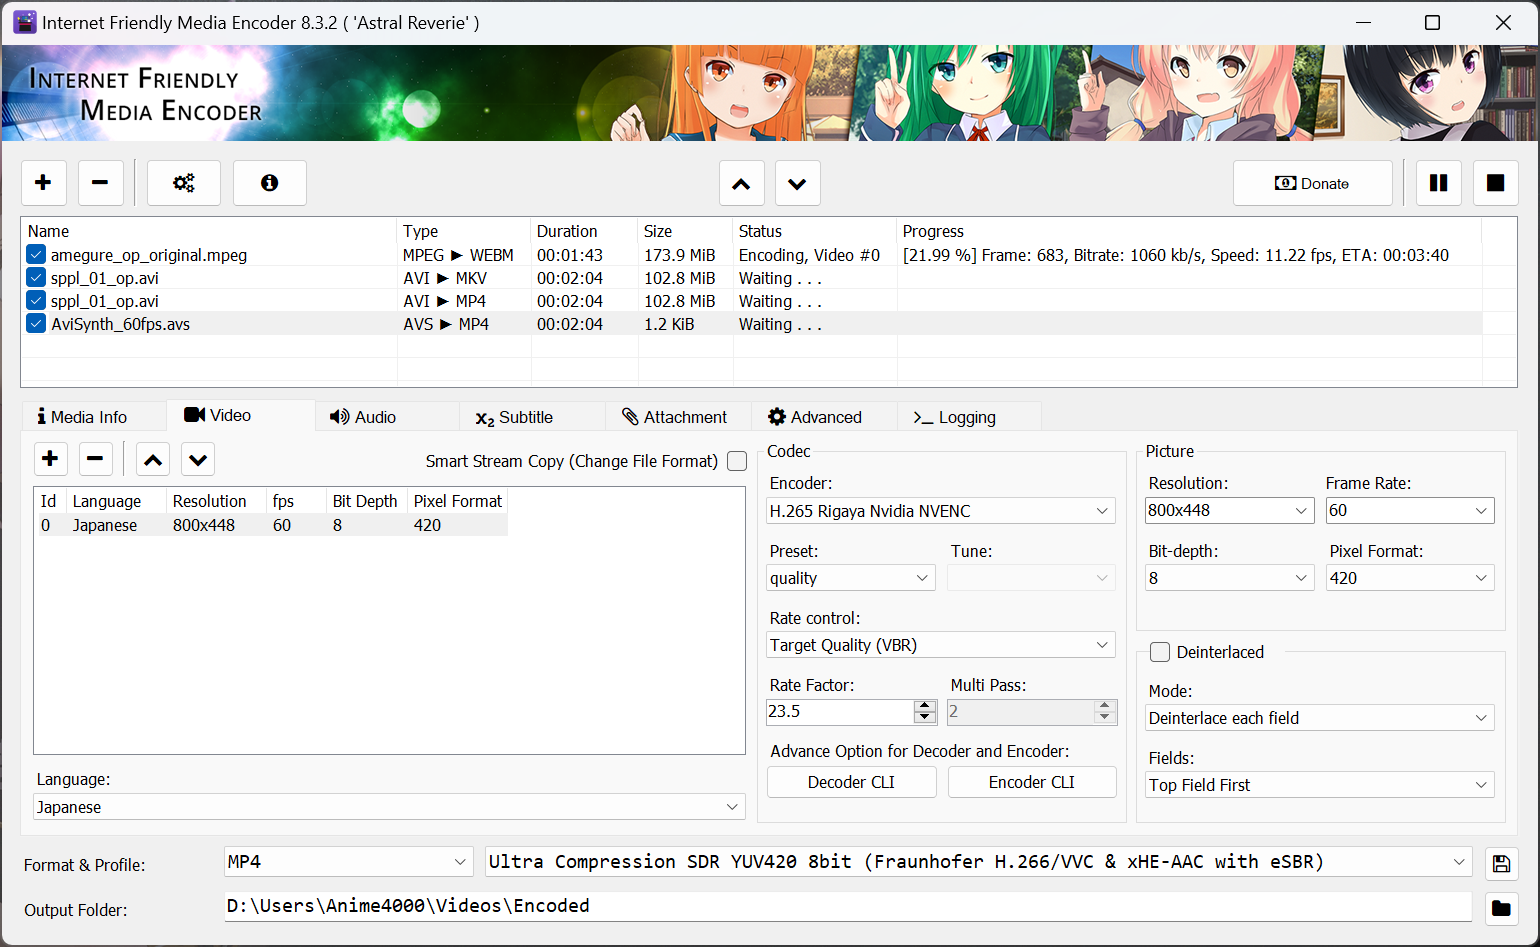 Internet Friendly Media Encoder 8.3.2 ( 'Astral Reverie' )
INTERNET FRIENDLY
MEDIA ENCODER
Donate
Name Type Duration Size Status Progress
amegure_op_original.mpeg MPEG ► WEBM 00:01:43 173.9 MiB Encoding, Video #0 [21.99 %] Frame: 683, Bitrate: 1060 kb/s, Speed: 11.22 fps, ETA: 00:03:40
sppl_01_op.avi AVI ► MKV 00:02:04 102.8 MiB Waiting . . .
sppl_01_op.avi AVI ► MP4 00:02:04 102.8 MiB Waiting . . .
AviSynth_60fps.avs AVS ► MP4 00:02:04 1.2 KiB Waiting . . .
Media Info Video Audio x₂ Subtitle Attachment Advanced >_ Logging
Smart Stream Copy (Change File Format)
Id Language Resolution fps Bit Depth Pixel Format
0 Japanese 800x448 60 8 420
Language:
Japanese
Codec
Encoder:
H.265 Rigaya Nvidia NVENC
Preset: Tune:
quality
Rate control:
Target Quality (VBR)
Rate Factor: Multi Pass:
23.5 2
Advance Option for Decoder and Encoder:
Decoder CLI Encoder CLI
Picture
Resolution: Frame Rate:
800x448 60
Bit-depth: Pixel Format:
8 420
Deinterlaced
Mode:
Deinterlace each field
Fields:
Top Field First
Format & Profile: MP4 Ultra Compression SDR YUV420 8bit (Fraunhofer H.266/VVC & xHE-AAC with eSBR)
Output Folder: D:\Users\Anime4000\Videos\Encoded